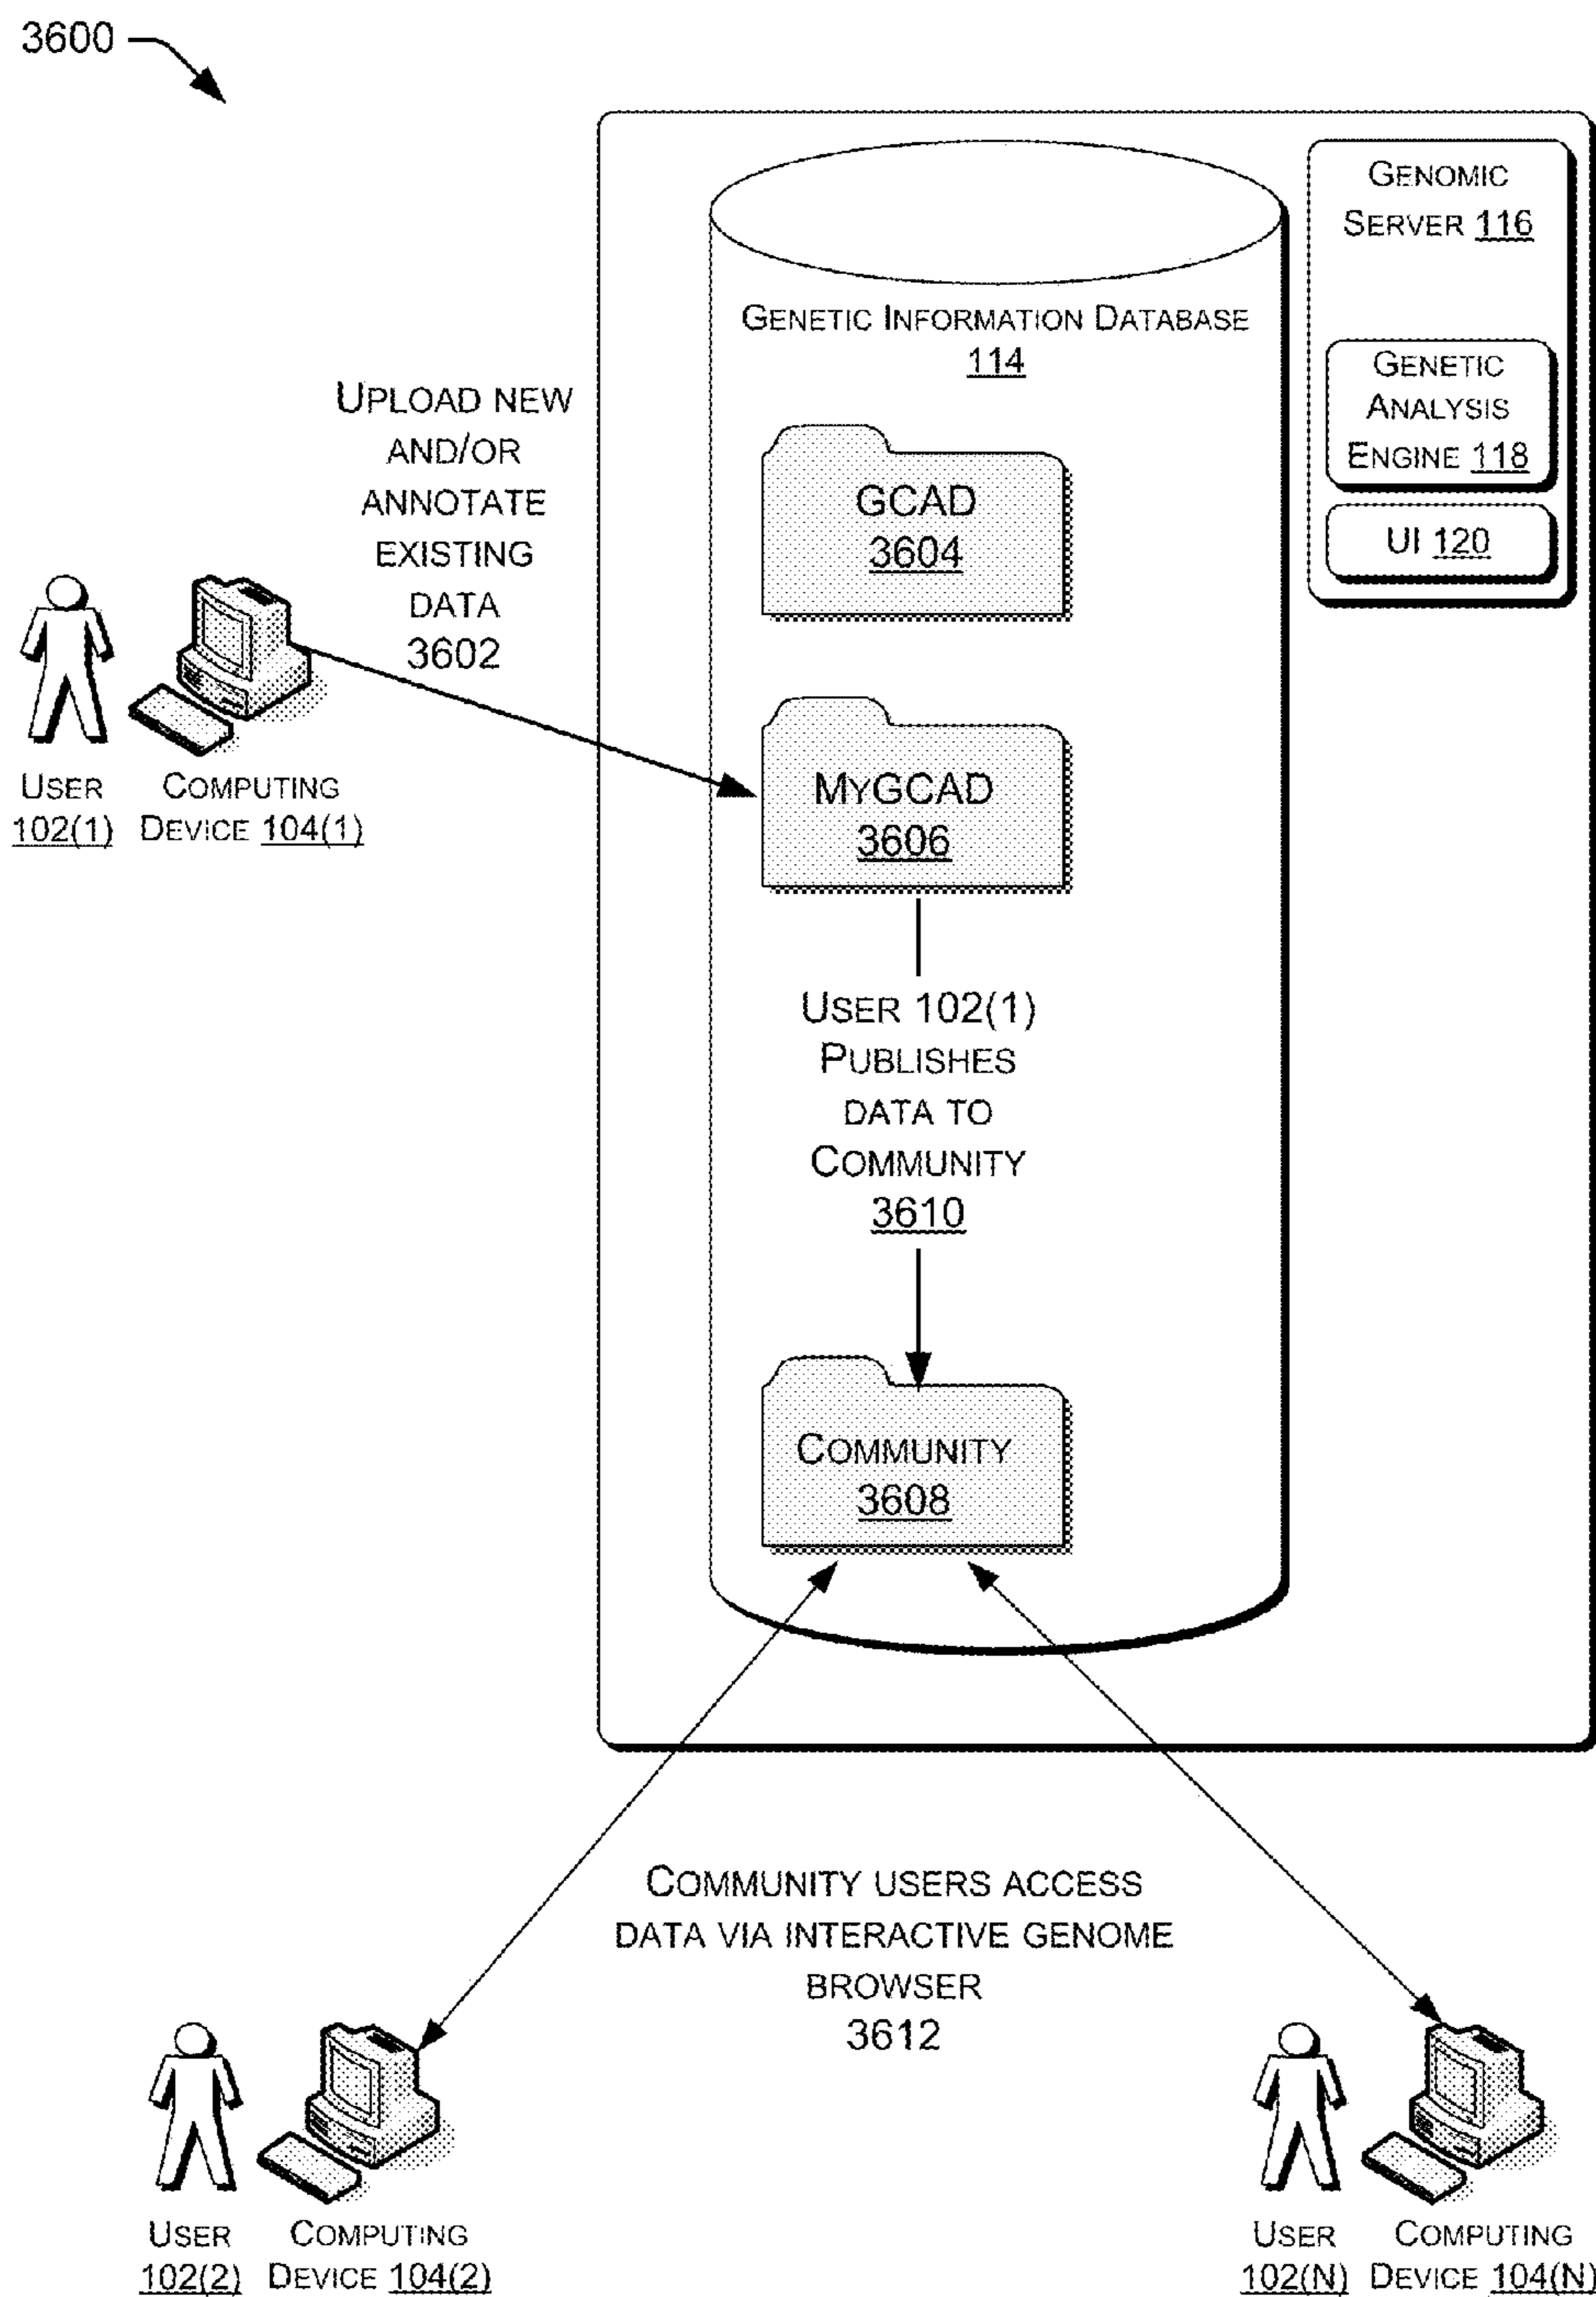 3600
GENOMIC
SERVER 116
GENETIC INFORMATION DATABASE
114
GENETIC
ANALYSIS
ENGINE 118
UI 120
UPLOAD NEW
AND/OR
ANNOTATE
EXISTING
DATA
3602
GCAD
3604
USER
102(1)
COMPUTING
DEVICE 104(1)
MYGCAD
3606
USER 102(1)
PUBLISHES
DATA TO
COMMUNITY
3610
COMMUNITY
3608
COMMUNITY USERS ACCESS
DATA VIA INTERACTIVE GENOME
BROWSER
3612
USER
102(2)
COMPUTING
DEVICE 104(2)
USER
102(N)
COMPUTING
DEVICE 104(N)